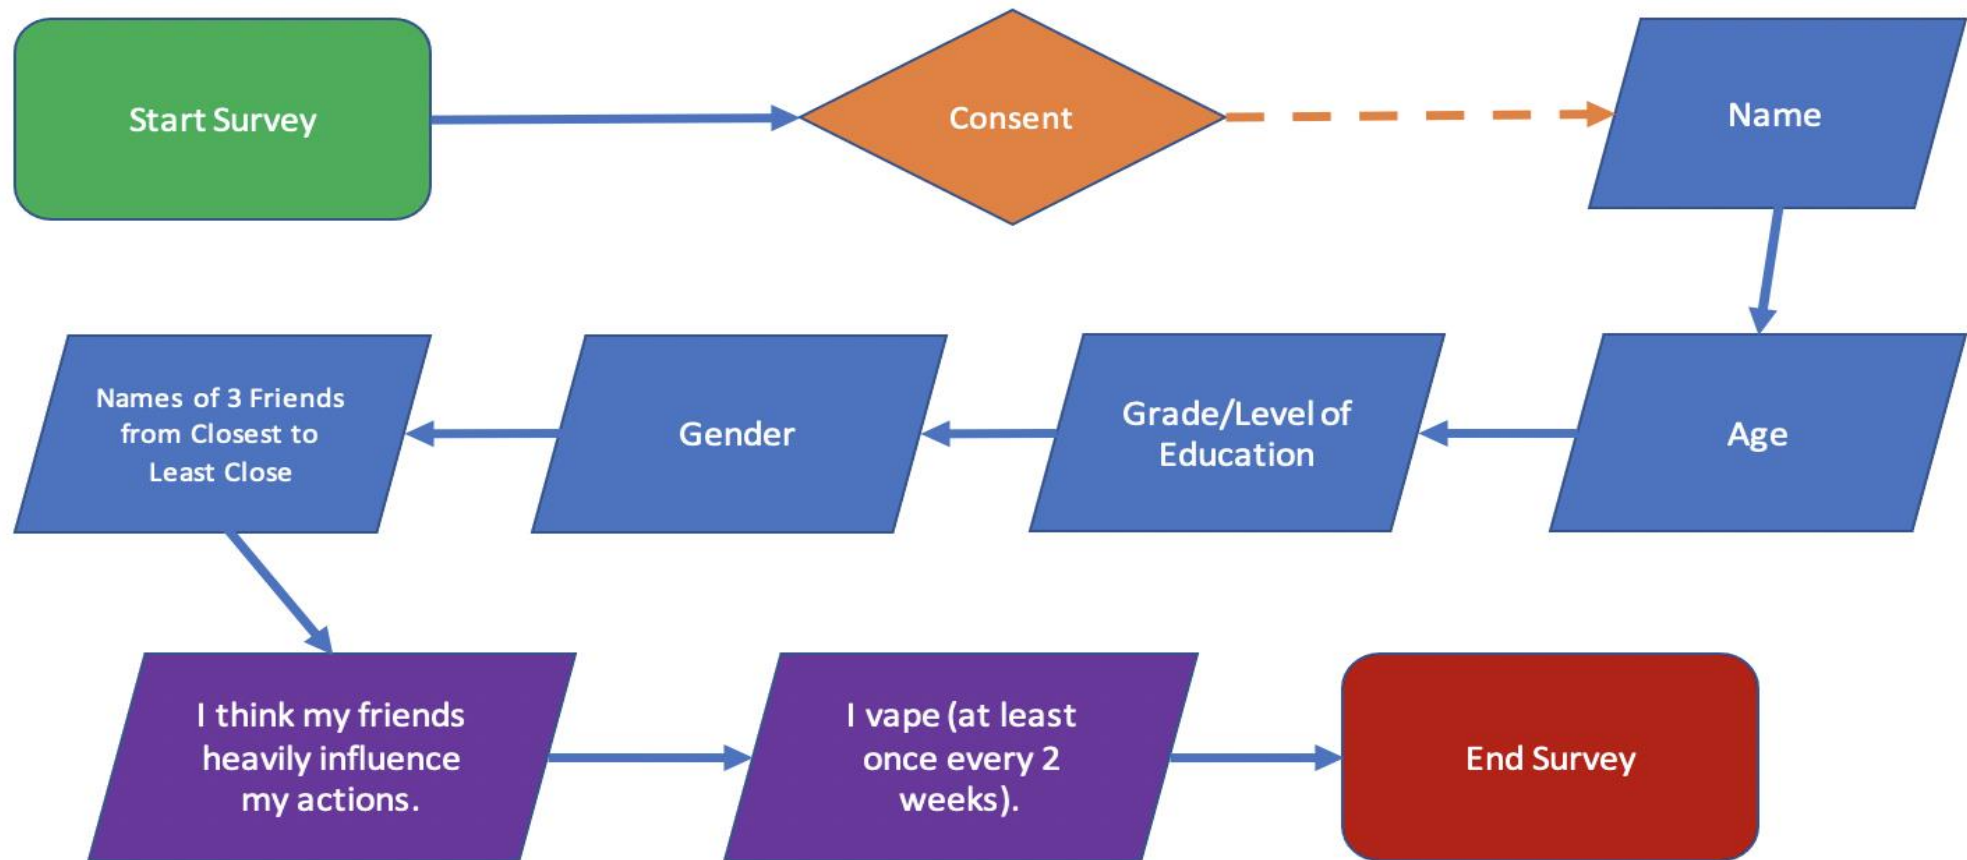 Start Survey
Consent
Name
Age
Grade/Level of
Education
Gender
Names of 3 Friends
from Closest to
Least Close
I think my friends
heavily influence
my actions.
I vape (at least
once every 2
weeks).
End Survey